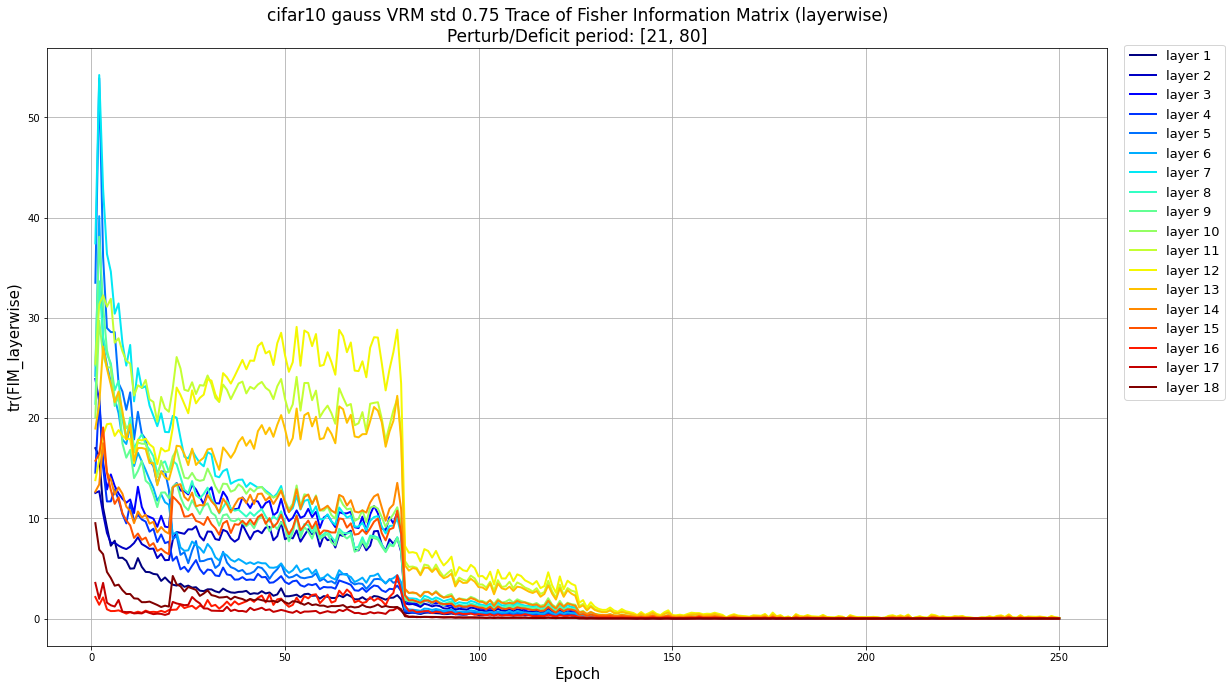 cifar10 gauss VRM std 0.75 Trace of Fisher Information Matrix (layerwise)
Perturb/Deficit period: [21, 80]
tr(FIM_layerwise)
50
40
30
20
10
0
0
50
100
150
200
250
Epoch
layer 1
layer 2
layer 3
layer 4
layer 5
layer 6
layer 7
layer 8
layer 9
layer 10
layer 11
layer 12
layer 13
layer 14
layer 15
layer 16
layer 17
layer 18